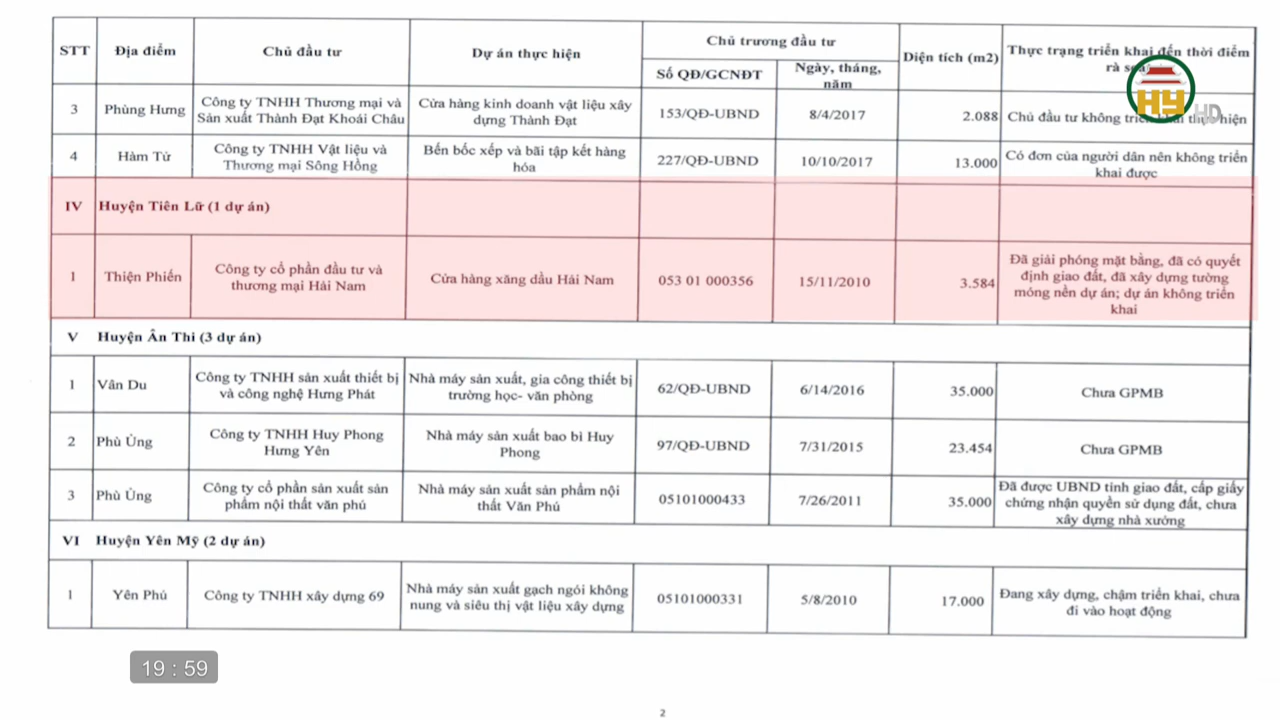 STT
Địa điểm
Chủ đầu tư
Dự án thực hiện
Chủ trương đầu tư
Số QĐ/GCNĐT
Ngày, tháng,
năm
Diện tích (m2)
Thực trạng triển khai đến thời điểm
rà
3
Phùng Hưng
Công ty TNHH Thương mại và
Sản xuất Thành Đạt Khoái Châu
Cửa hàng kinh doanh vật liệu xây
dựng Thành Đạt
153/QĐ-UBND
8/4/2017
2.088
Chủ đầu tư không triển khai thực hiện
4
Hàm Tử
Công ty TNHH Vật liệu và
Thương mại Sông Hồng
Bến bốc xếp và bãi tập kết hàng
hóa
227/QĐ-UBND
10/10/2017
13.000
Có đơn của người dân nên không triển
khai được
IV
Huyện Tiên Lữ (1 dự án)
1
Thiện Phiến
Công ty cổ phần đầu tư và
thương mại Hải Nam
Cửa hàng xăng dầu Hải Nam
053 01 000356
15/11/2010
3.584
Đã giải phóng mặt bằng, đã có quyết
định giao đất, đã xây dựng tường
móng nền dự án; dự án không triển
khai
V
Huyện Ân Thi (3 dự án)
1
Vân Du
Công ty TNHH sản xuất thiết bị
và công nghệ Hưng Phát
Nhà máy sản xuất, gia công thiết bị
trường học- văn phòng
62/QĐ-UBND
6/14/2016
35.000
Chưa GPMB
2
Phù Ủng
Công ty TNHH Huy Phong
Hưng Yên
Nhà máy sản xuất bao bì Huy
Phong
97/QĐ-UBND
7/31/2015
23.454
Chưa GPMB
3
Phù Ủng
Công ty cổ phần sản xuất sản
phẩm nội thất văn phú
Nhà máy sản xuất sản phẩm nội
thất Văn Phú
05101000433
7/26/2011
35.000
Đã được UBND tỉnh giao đất, cấp giấy
chứng nhận quyền sử dụng đất, chưa
xây dựng nhà xưởng
VI
Huyện Yên Mỹ (2 dự án)
1
Yên Phú
Công ty TNHH xây dựng 69
Nhà máy sản xuất gạch ngói không
nung và siêu thị vật liệu xây dựng
05101000331
5/8/2010
17.000
Đang xây dựng, chậm triển khai, chưa
đi vào hoạt động
HY
HD
19 : 59
2